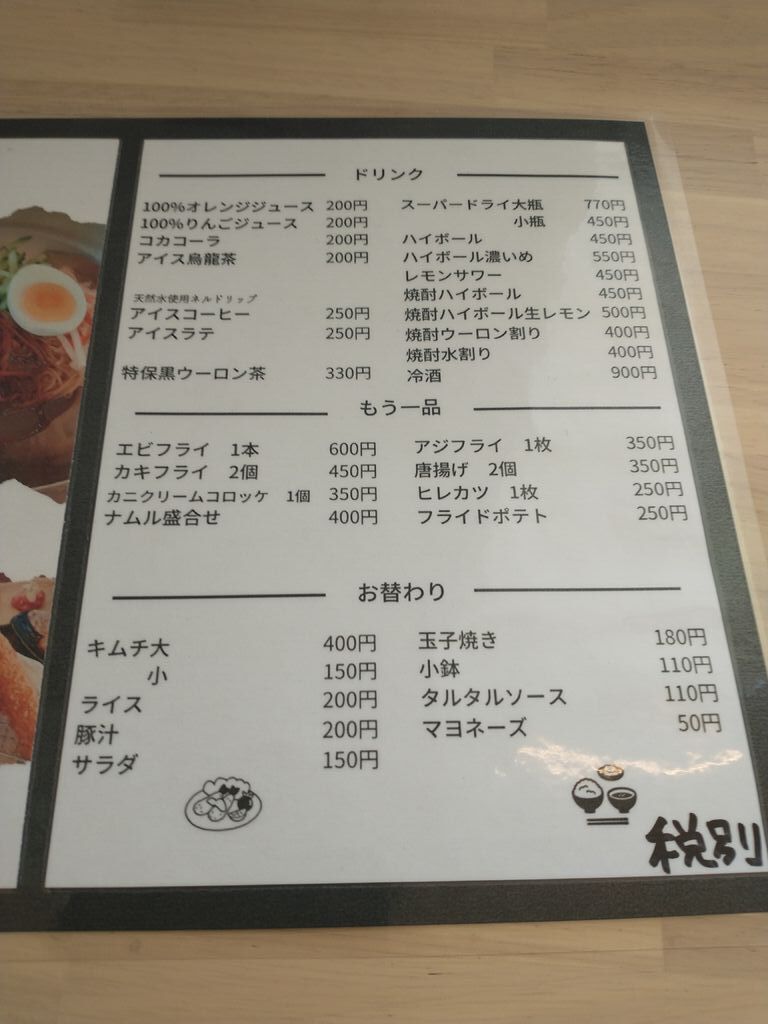 ドリンク
100%オレンジジュース 200円
100%りんごジュース 200円
コカコーラ 200円
アイス烏龍茶 200円
天然水使用ネルドリップ
アイスコーヒー 250円
アイスラテ 250円
特保黒ウーロン茶 330円
スーパードライ大瓶 770円
小瓶 450円
ハイボール 450円
ハイボール濃いめ 550円
レモンサワー 450円
焼酎ハイボール 450円
焼酎ハイボール生レモン 500円
焼酎ウーロン割り 400円
焼酎水割り 400円
冷酒 900円
もう一品
エビフライ 1本 600円
カキフライ 2個 450円
カニクリームコロッケ 1個 350円
ナムル盛合せ 400円
アジフライ 1枚 350円
唐揚げ 2個 350円
ヒレカツ 1枚 250円
フライドポテト 250円
お替わり
キムチ大 400円
小 150円
ライス 200円
豚汁 200円
サラダ 150円
玉子焼き 180円
小鉢 110円
タルタルソース 110円
マヨネーズ 50円
税別